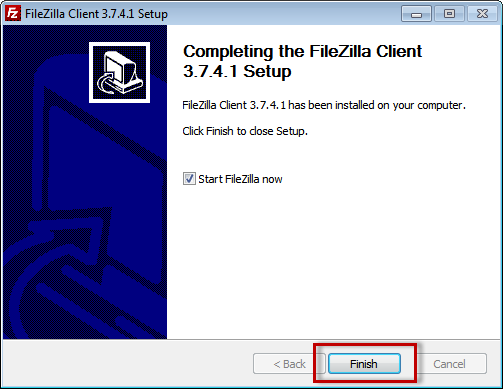 FZ FileZilla Client 3.7.4.1 Setup
Completing the FileZilla Client
3.7.4.1 Setup
FileZilla Client 3.7.4.1 has been installed on your computer.
Click Finish to close Setup.
Start FileZilla now
< Back Finish Cancel